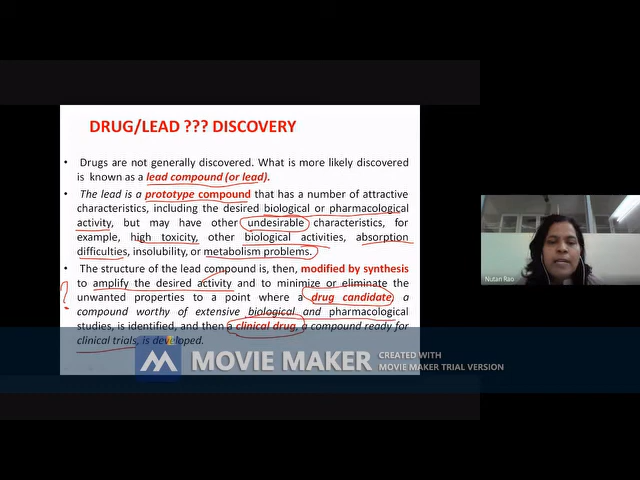 DRUG/LEAD ??? DISCOVERY
• Drugs are not generally discovered. What is more likely discovered
is known as a lead compound (or lead).
• The lead is a prototype compound that has a number of attractive
characteristics, including the desired biological or pharmacological
activity, but may have other undesirable characteristics, for
example, high toxicity, other biological activities, absorption
difficulties, insolubility, or metabolism problems.
• The structure of the lead compound is, then, modified by synthesis
to amplify the desired activity and to minimize or eliminate the
unwanted properties to a point where a drug candidate, a
compound worthy of extensive biological and pharmacological
studies, is identified, and then a clinical drug, a compound ready for
clinical trials, is developed.
?
Nutan Rao
MOVIE MAKER
CREATED WITH
MOVIE MAKER TRIAL VERSION